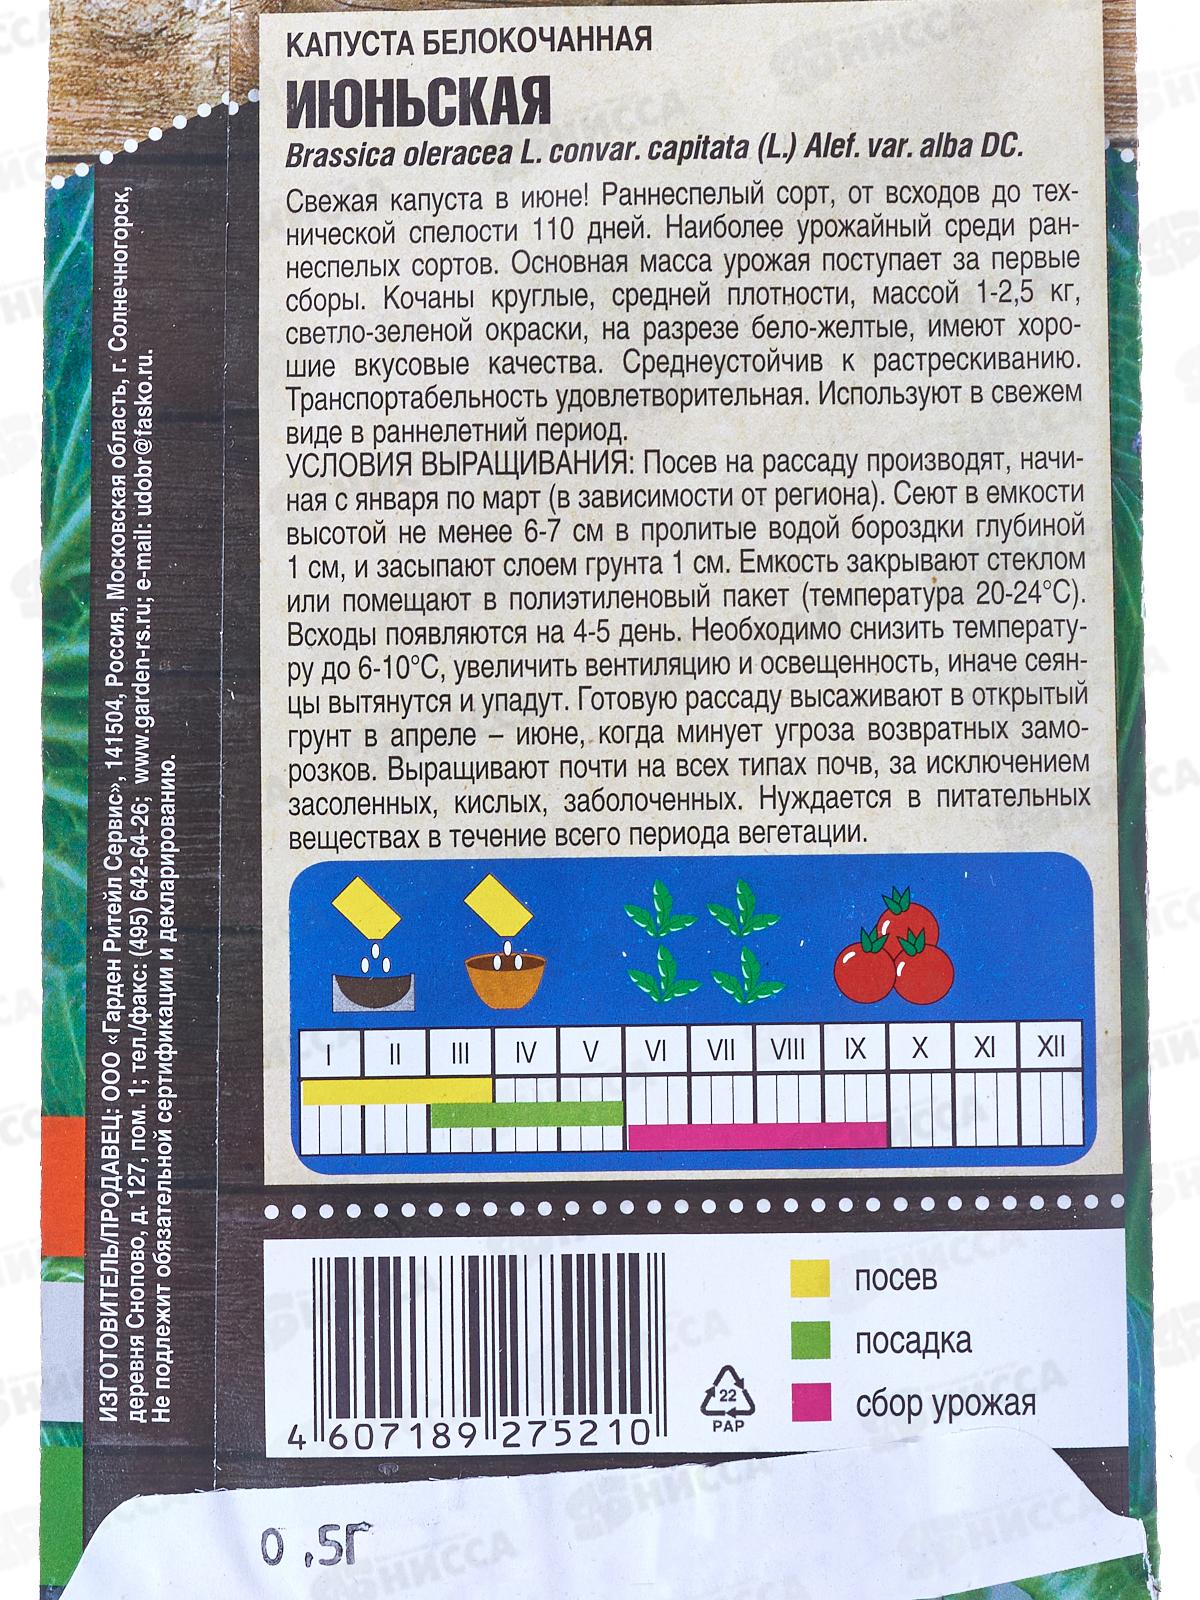 КАПУСТА БЕЛОКОЧАННАЯ
ИЮНЬСКАЯ
Brassica oleracea L. convar. capitata (L.) Alef. var. alba DC.
Свежая капуста в июне! Раннеспелый сорт, от всходов до тех-
нической спелости 110 дней. Наиболее урожайный среди ран-
неспелых сортов. Основная масса урожая поступает за первые
сборы. Кочаны круглые, средней плотности, массой 1-2,5 кг,
светло-зеленой окраски, на разрезе бело-желтые, имеют хоро-
шие вкусовые качества. Среднеустойчив к растрескиванию.
Транспортабельность удовлетворительная. Используют в свежем
виде в раннелетний период.
УСЛОВИЯ ВЫРАЩИВАНИЯ: Посев на рассаду производят, начи-
ная с января по март (в зависимости от региона). Сеют в емкости
высотой не менее 6-7 см в пролитые водой бороздки глубиной
1 см, и засыпают слоем грунта 1 см. Емкость закрывают стеклом
или помещают в полиэтиленовый пакет (температура 20-24°С).
Всходы появляются на 4-5 день. Необходимо снизить температу-
ру до 6-10°С, увеличить вентиляцию и освещенность, иначе сеян-
цы вытянутся и упадут. Готовую рассаду высаживают в открытый
грунт в апреле – июне, когда минует угроза возвратных замо-
розков. Выращивают почти на всех типах почв, за исключением
засоленных, кислых, заболоченных. Нуждается в питательных
веществах в течение всего периода вегетации.
I II III IV V VI VII VIII IX X XI XII
посев
посадка
сбор урожая
22
PAP
4 607189 275210
0,5Г
ИЗГОТОВИТЕЛЬ/ПРОДАВЕЦ: ООО «Гарден Ритейл Сервис», 141504, Россия, Московская область, г. Солнечногорск,
деревня Снопово, д. 127, пом. 1; тел./факс: (495) 642-64-26; www.garden-rs.ru; e-mail: udobr@fasko.ru.
Не подлежит обязательной сертификации и декларированию.
НИССА